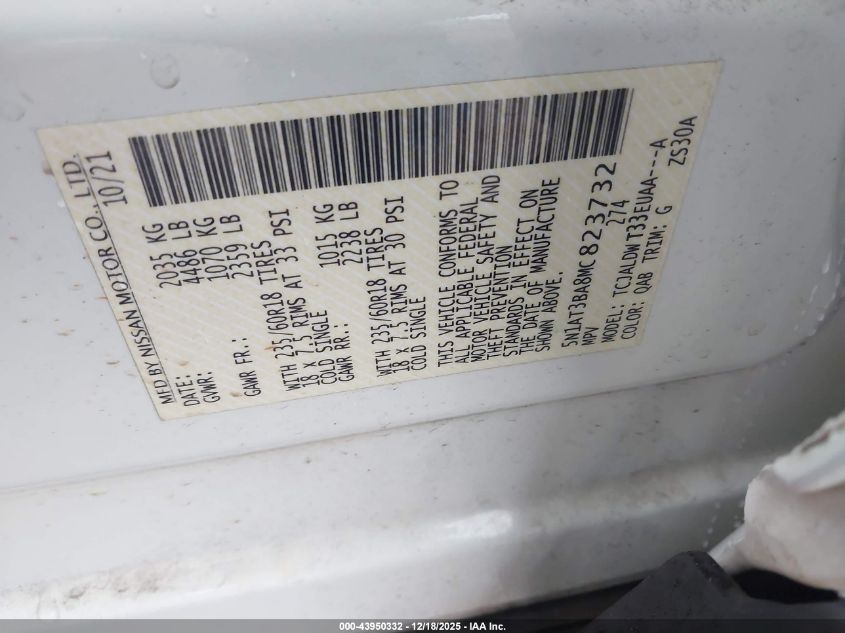 MFD BY NISSAN MOTOR CO., LTD.
DATE: 10/21
GVWR: 2035 KG
4486 LB
GAWR FR.: 1070 KG
2359 LB
WITH 235/60R18 TIRES
18 X 7.5 RIMS AT 33 PSI
COLD SINGLE
GAWR RR.: 1015 KG
2238 LB
WITH 235/60R18 TIRES
18 X 7.5 RIMS AT 30 PSI
COLD SINGLE
THIS VEHICLE CONFORMS TO
ALL APPLICABLE FEDERAL
MOTOR VEHICLE SAFETY AND
THEFT PREVENTION
STANDARDS IN EFFECT ON
THE DATE OF MANUFACTURE
SHOWN ABOVE.
5N1AT3BA8MC823732
MPV 274
MODEL: TCJALDWT33EUAA---A
COLOR: QAB TRIM: G ZS30A
000-43950332 - 12/18/2025 - IAA Inc.